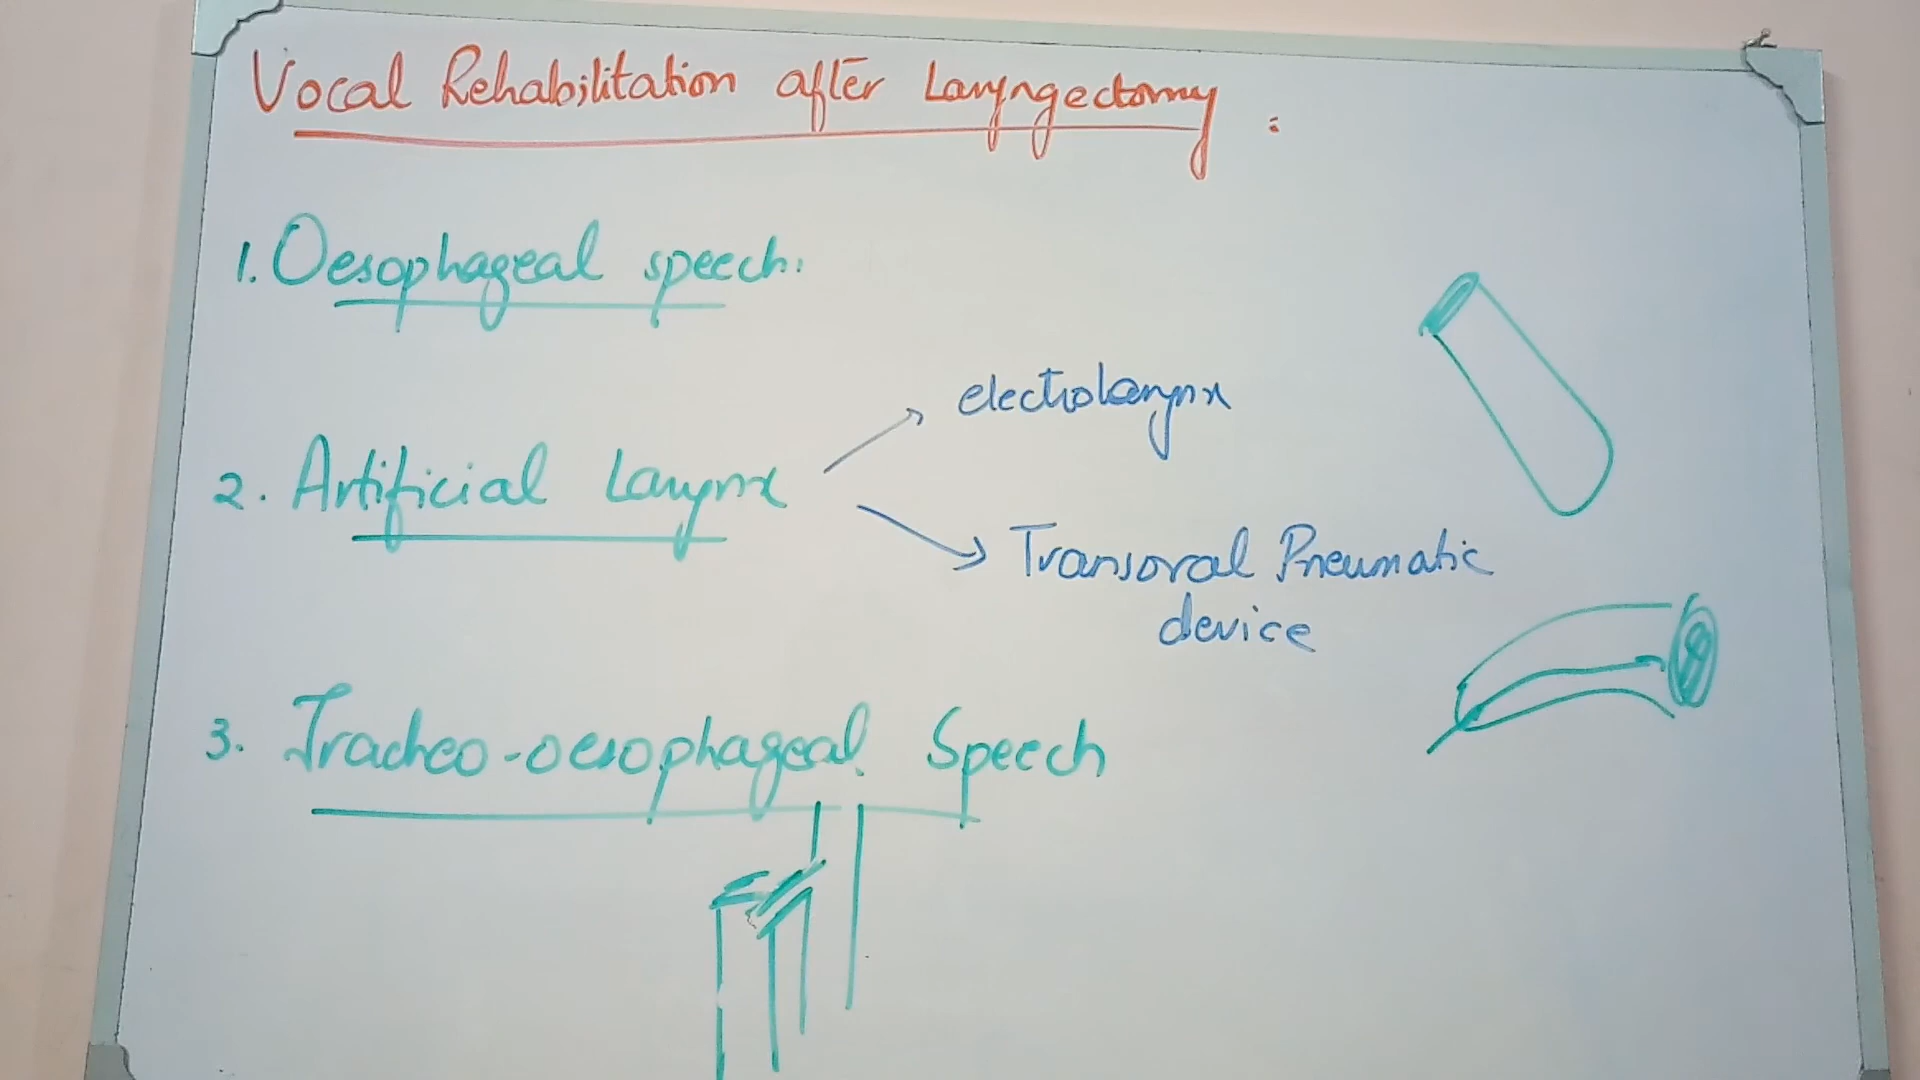 Vocal Rehabilitation after Laryngectomy :
1. Oesophageal speech.
electrolarynx
2. Artificial Larynx
Transoral Pneumatic
device
3. Tracheo-oesophageal Speech